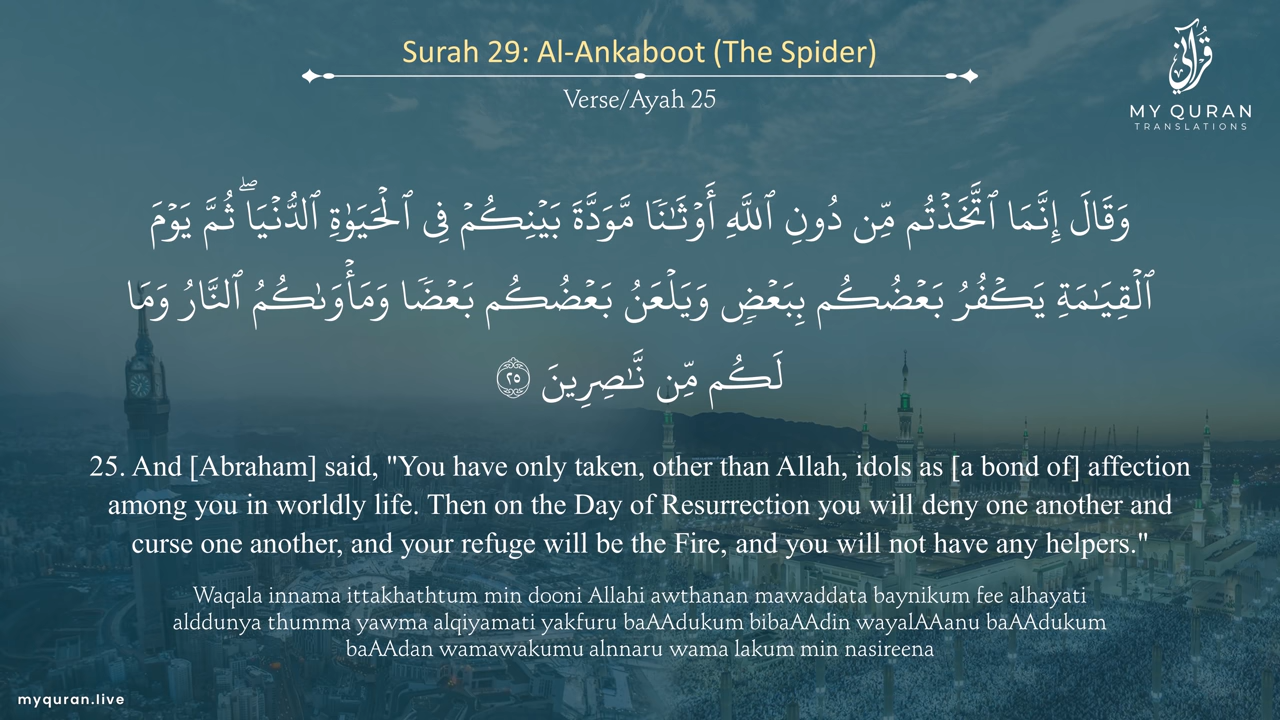 Surah 29: Al-Ankaboot (The Spider)
Verse/Ayah 25
قرآني
MY QURAN
TRANSLATIONS
وَقَالَ إِنَّمَا ٱتَّخَذْتُم مِّن دُونِ ٱللَّهِ أَوْثَـٰنًا مَّوَدَّةَ بَيْنِكُمْ فِى ٱلْحَيَوٰةِ ٱلدُّنْيَا ۖ ثُمَّ يَوْمَ
ٱلْقِيَـٰمَةِ يَكْفُرُ بَعْضُكُم بِبَعْضٍ وَيَلْعَنُ بَعْضُكُم بَعْضًا وَمَأْوَىٰكُمُ ٱلنَّارُ وَمَا
لَكُم مِّن نَّـٰصِرِينَ ٢٥
25. And [Abraham] said, "You have only taken, other than Allah, idols as [a bond of] affection
among you in worldly life. Then on the Day of Resurrection you will deny one another and
curse one another, and your refuge will be the Fire, and you will not have any helpers."
Waqala innama ittakhathtum min dooni Allahi awthanan mawaddata baynikum fee alhayati
alddunya thumma yawma alqiyamati yakfuru baAAdukum bibaAAdin wayalAAanu baAAdukum
baAAdan wamawakumu alnnaru wama lakum min nasireena
myquran.live